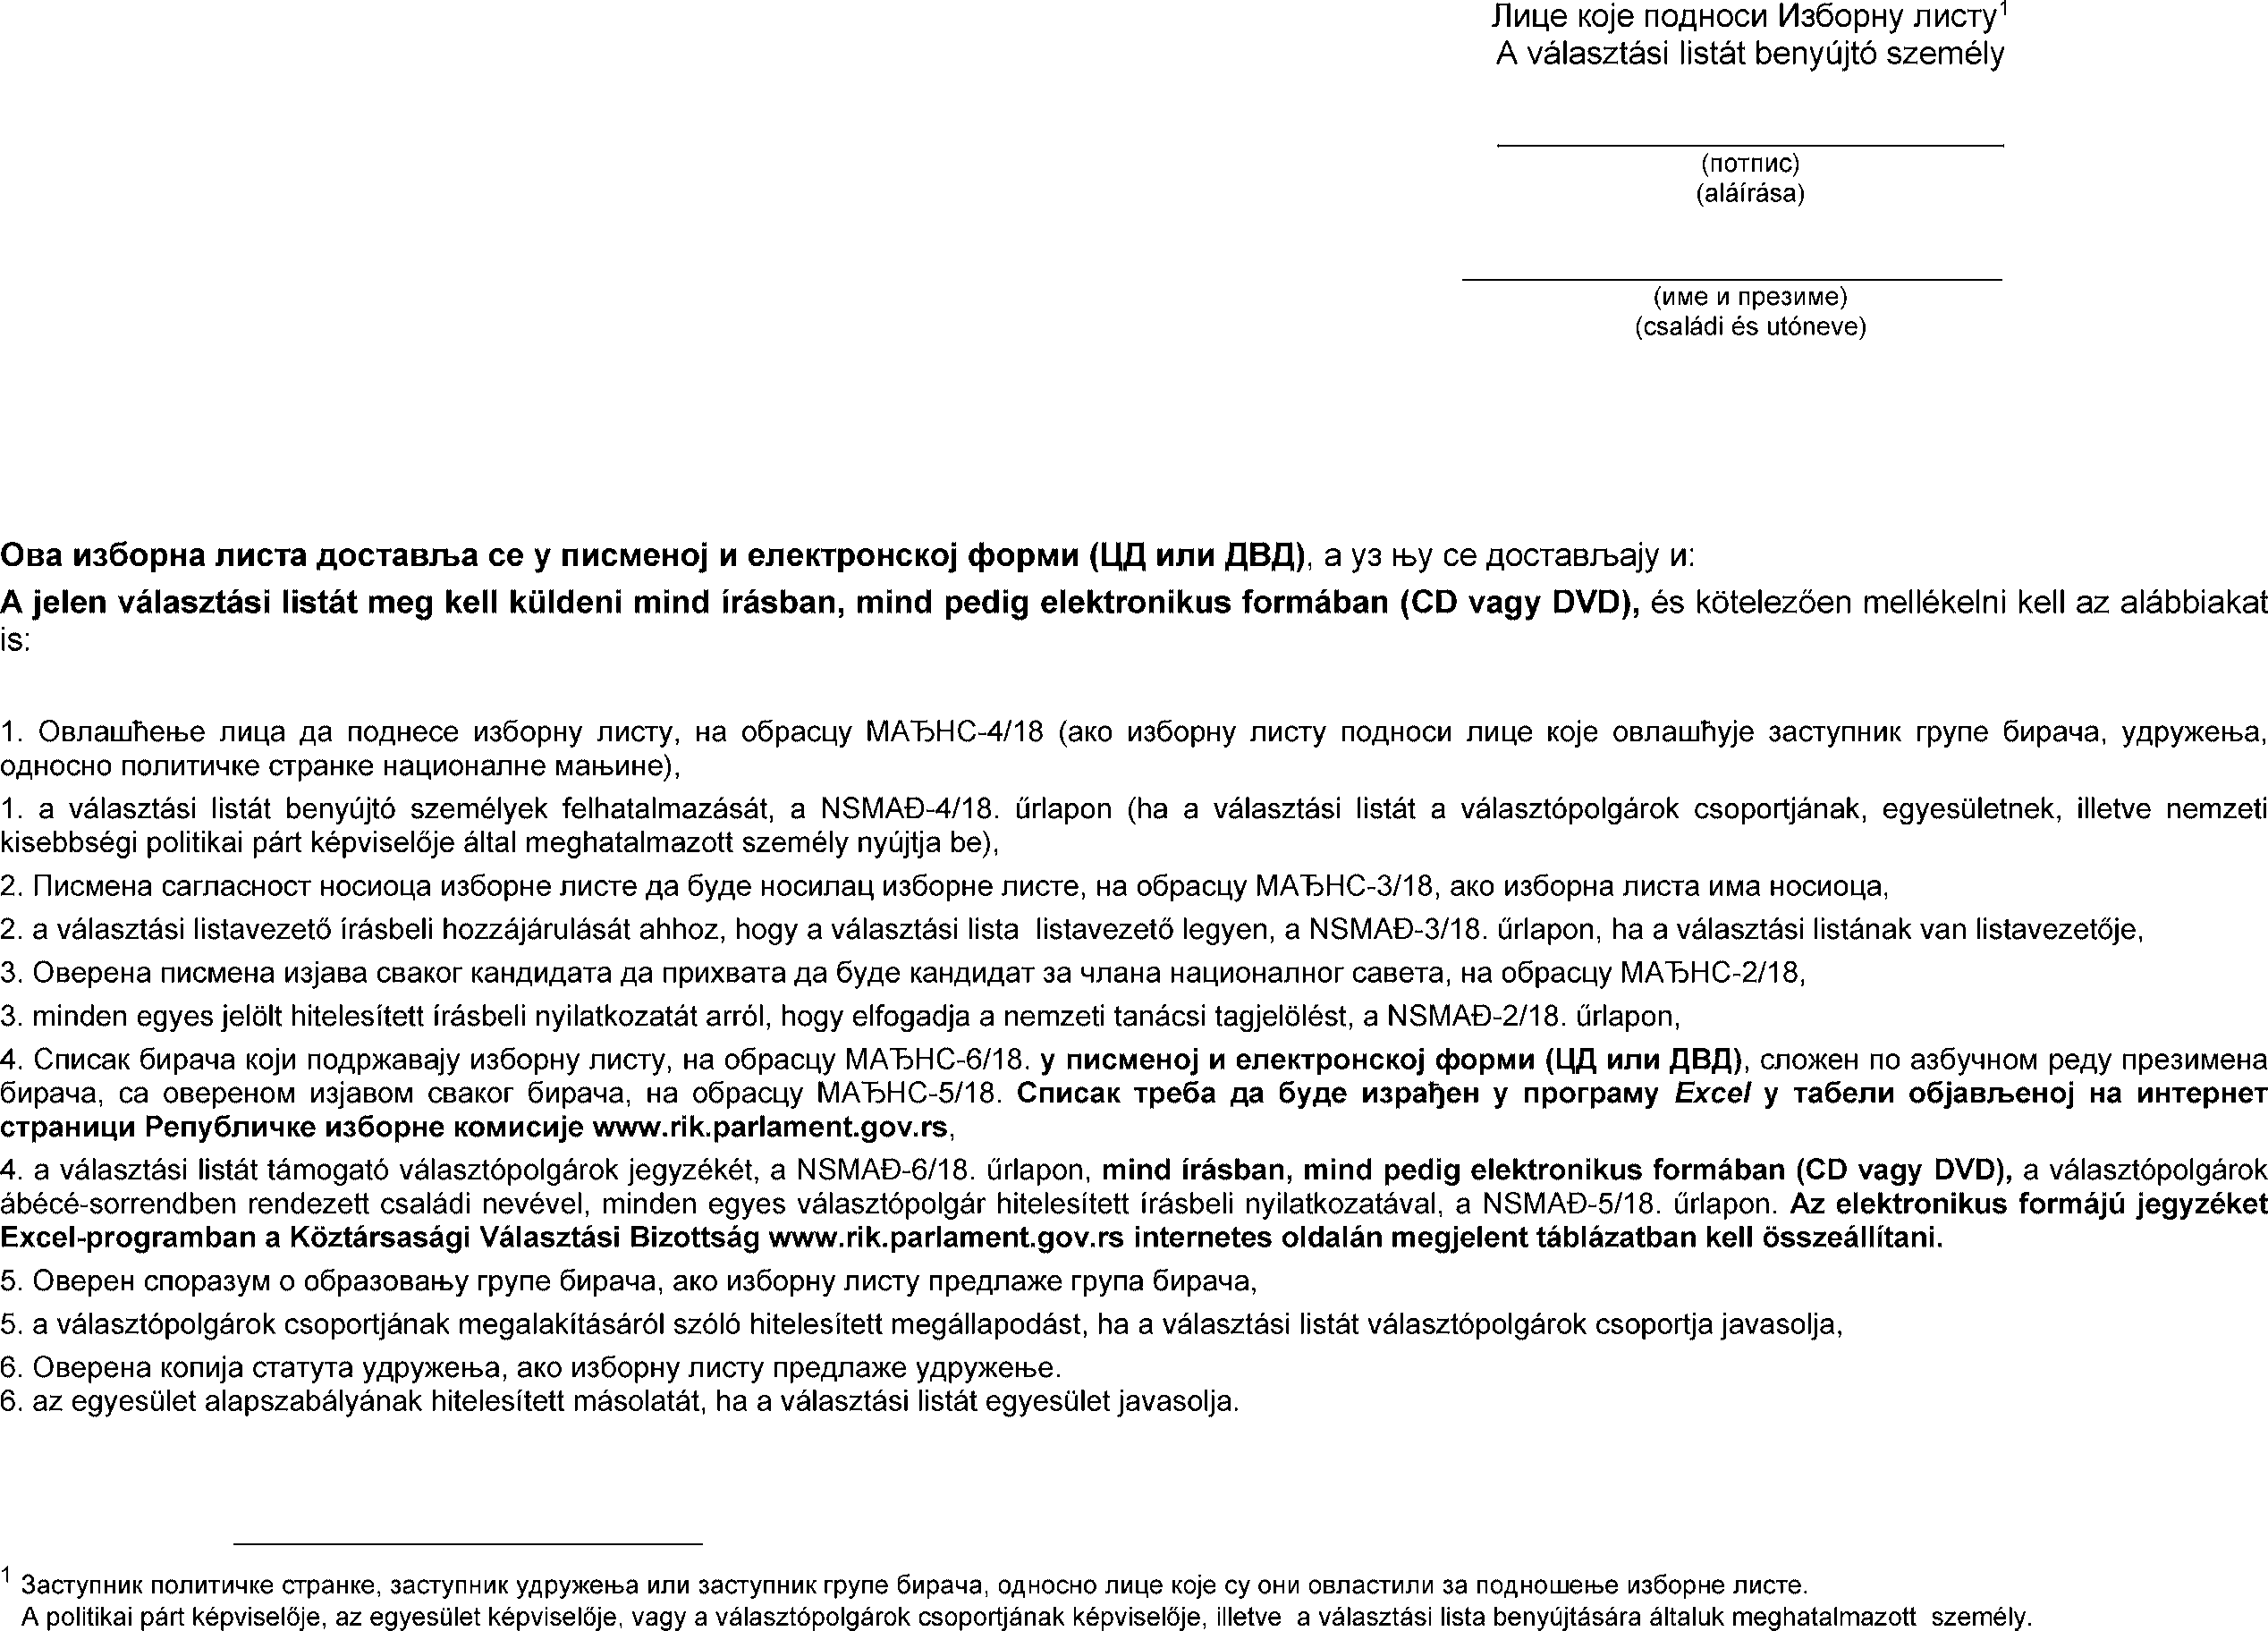 Лице које подноси Изборну листу1
A választási listát benyújtó személy
(потпис)
(aláírása)
(име и презиме)
(családi és utóneve)
Ова изборна листа доставља се у писменој и електронској форми (ЦД или ДВД), а уз њу се достављају и:
A jelen választási listát meg kell küldeni mind írásban, mind pedig elektronikus formában (CD vagy DVD), és kötelezően mellékelni kell az alábbiakat
is:
1. Овлашћење лица да поднесе изборну листу, на обрасцу МАЂНС-4/18 (ако изборну листу подноси лице које овлашћује заступник групе бирача, удружења,
односно политичке странке националне мањине),
1. a választási listát benyújtó személyek felhatalmazását, a NSMAĐ-4/18. űrlapon (ha a választási listát a választópolgárok csoportjának, egyesületnek, illetve nemzeti
kisebbségi politikai párt képviselője által meghatalmazott személy nyújtja be),
2. Писмена сагласност носиоца изборне листе да буде носилац изборне листе, на обрасцу МАЂНС-3/18, ако изборна листа има носиоца,
2. a választási listavezető írásbeli hozzájárulását ahhoz, hogy a választási lista listavezető legyen, a NSMAĐ-3/18. űrlapon, ha a választási listának van listavezetője,
3. Оверена писмена изјава сваког кандидата да прихвата да буде кандидат за члана националног савета, на обрасцу МАЂНС-2/18,
3. minden egyes jelölt hitelesített írásbeli nyilatkozatát arról, hogy elfogadja a nemzeti tanácsi tagjelölést, a NSMAĐ-2/18. űrlapon,
4. Списак бирача који подржавају изборну листу, на обрасцу МАЂНС-6/18. у писменој и електронској форми (ЦД или ДВД), сложен по азбучном реду презимена
бирача, са овереном изјавом сваког бирача, на обрасцу МАЂНС-5/18. Списак треба да буде израђен у програму Excel у табели објављеној на интернет
страници Републичке изборне комисије www.rik.parlament.gov.rs,
4. a választási listát támogató választópolgárok jegyzékét, a NSMAĐ-6/18. űrlapon, mind írásban, mind pedig elektronikus formában (CD vagy DVD), a választópolgárok
ábécé-sorrendben rendezett családi nevével, minden egyes választópolgár hitelesített írásbeli nyilatkozatával, a NSMAĐ-5/18. űrlapon. Az elektronikus formájú jegyzéket
Excel-programban a Köztársasági Választási Bizottság www.rik.parlament.gov.rs internetes oldalán megjelent táblázatban kell összeállítani.
5. Оверен споразум о образовању групе бирача, ако изборну листу предлаже група бирача,
5. a választópolgárok csoportjának megalakításáról szóló hitelesített megállapodást, ha a választási listát választópolgárok csoportja javasolja,
6. Оверена копија статута удружења, ако изборну листу предлаже удружење.
6. az egyesület alapszabályának hitelesített másolatát, ha a választási listát egyesület javasolja.
1 Заступник политичке странке, заступник удружења или заступник групе бирача, односно лице које су они овластили за подношење изборне листе.
A politikai párt képviselője, az egyesület képviselője, vagy a választópolgárok csoportjának képviselője, illetve a választási lista benyújtására általuk meghatalmazott személy.